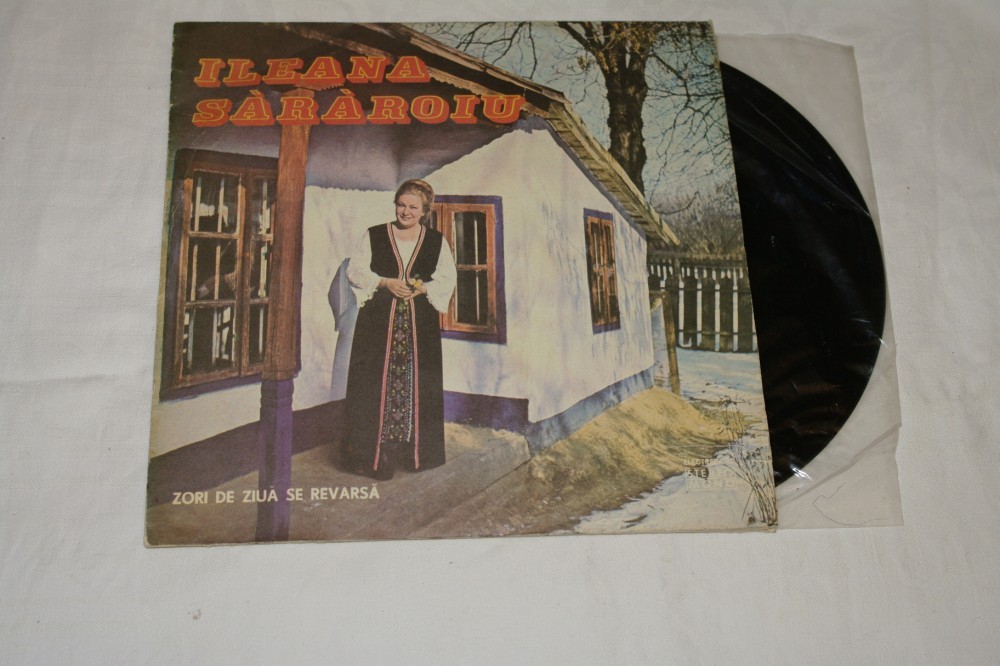 ILEANA
SĂRĂROIU
ZORI DE ZIUĂ SE REVARSĂ